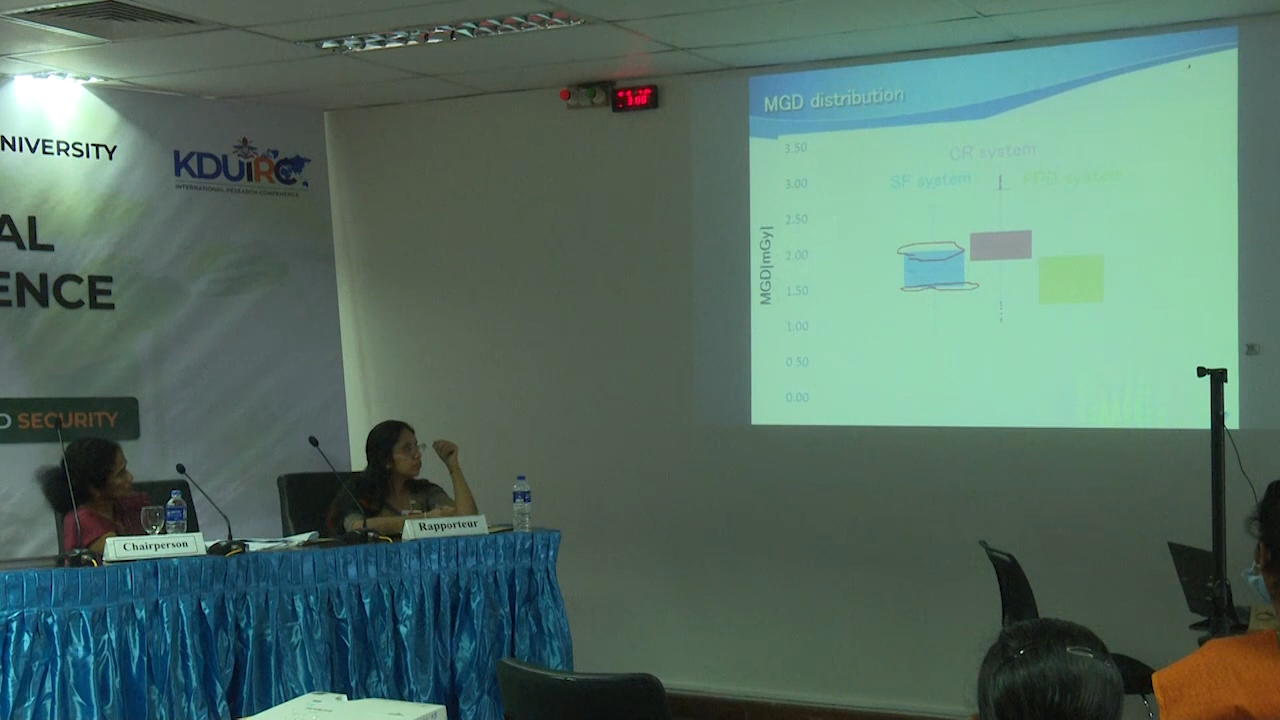 NIVERSITY
KDUIRC
INTERNATIONAL RESEARCH CONFERENCE
AL
ENCE
D SECURITY
Chairperson
Rapporteur
MGD distribution
3.50
3.00
2.50
2.00
1.50
1.00
0.50
0.00
MGD[mGy]
CR system
SF system
FPD system